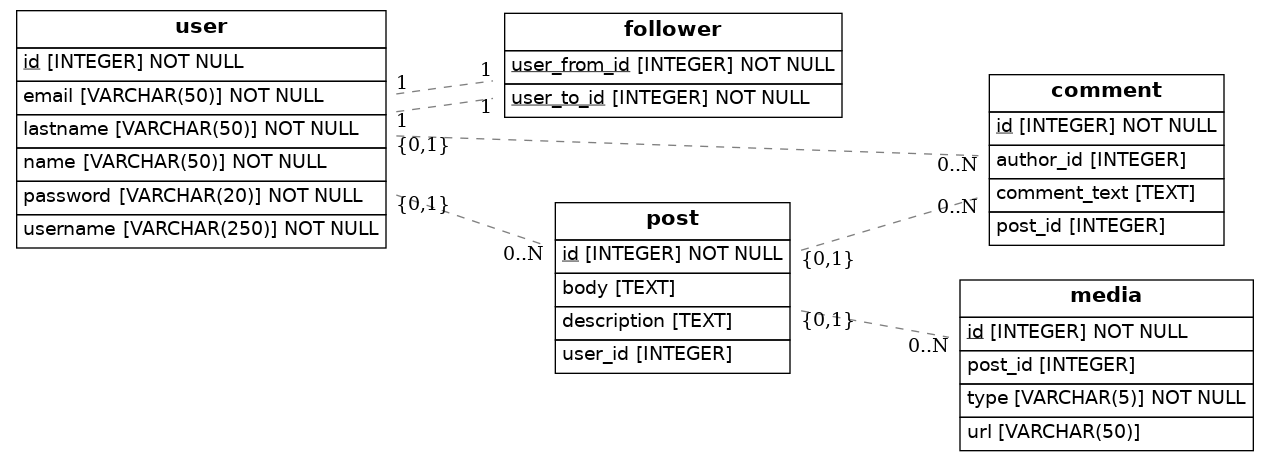 user
id [INTEGER] NOT NULL
email [VARCHAR(50)] NOT NULL
lastname [VARCHAR(50)] NOT NULL
name [VARCHAR(50)] NOT NULL
password [VARCHAR(20)] NOT NULL
username [VARCHAR(250)] NOT NULL
follower
user_from_id [INTEGER] NOT NULL
user_to_id [INTEGER] NOT NULL
1
1
1
1
{0,1}
0..N
{0,1}
0..N
post
id [INTEGER] NOT NULL
body [TEXT]
description [TEXT]
user_id [INTEGER]
{0,1}
0..N
{0,1}
0..N
comment
id [INTEGER] NOT NULL
author_id [INTEGER]
comment_text [TEXT]
post_id [INTEGER]
media
id [INTEGER] NOT NULL
post_id [INTEGER]
type [VARCHAR(5)] NOT NULL
url [VARCHAR(50)]